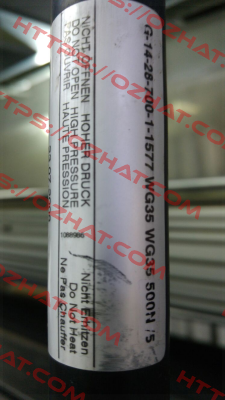 G-14-28-700-1-1577 WG35 WG35 500N /5
NICHT ÖFFNEN HOHER DRUCK
DO NOT OPEN HIGH PRESSURE
PAS OUVRIR HAUTE PRESSION
Nicht Erhitzen
Do Not Heat
Ne Pas Chauffer
HTTPS://OZHAT.COM